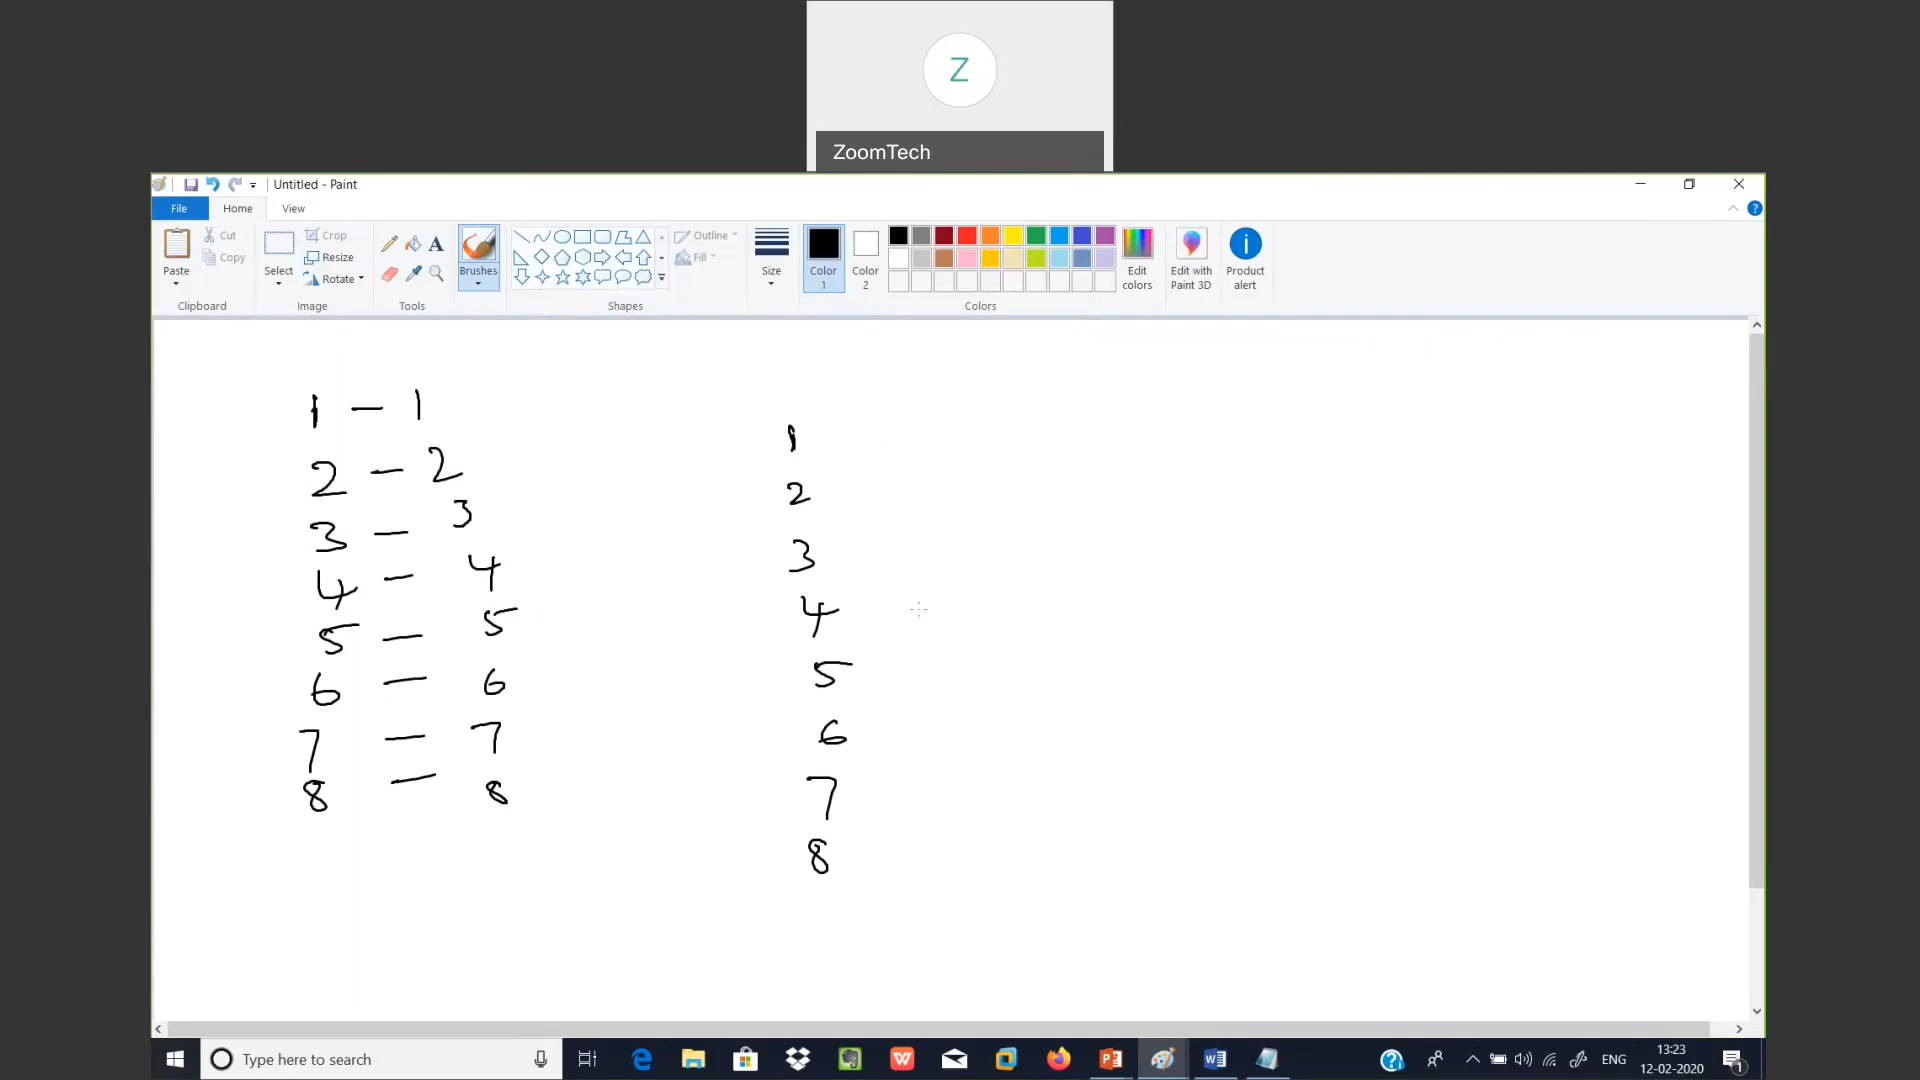 Z
ZoomTech
Untitled - Paint
File Home View
Paste
Cut
Copy
Clipboard
Select
Crop
Resize
Rotate
Image
A
Tools
Brushes
Shapes
Outline
Fill
Size
Color 1
Color 2
Colors
Edit colors
Edit with Paint 3D
Product alert
1 – 1
2 – 2
3 – 3
4 – 4
5 – 5
6 – 6
7 – 7
8 – 8
1
2
3
4
5
6
7
8
Type here to search
ENG
13:23
12-02-2020
1